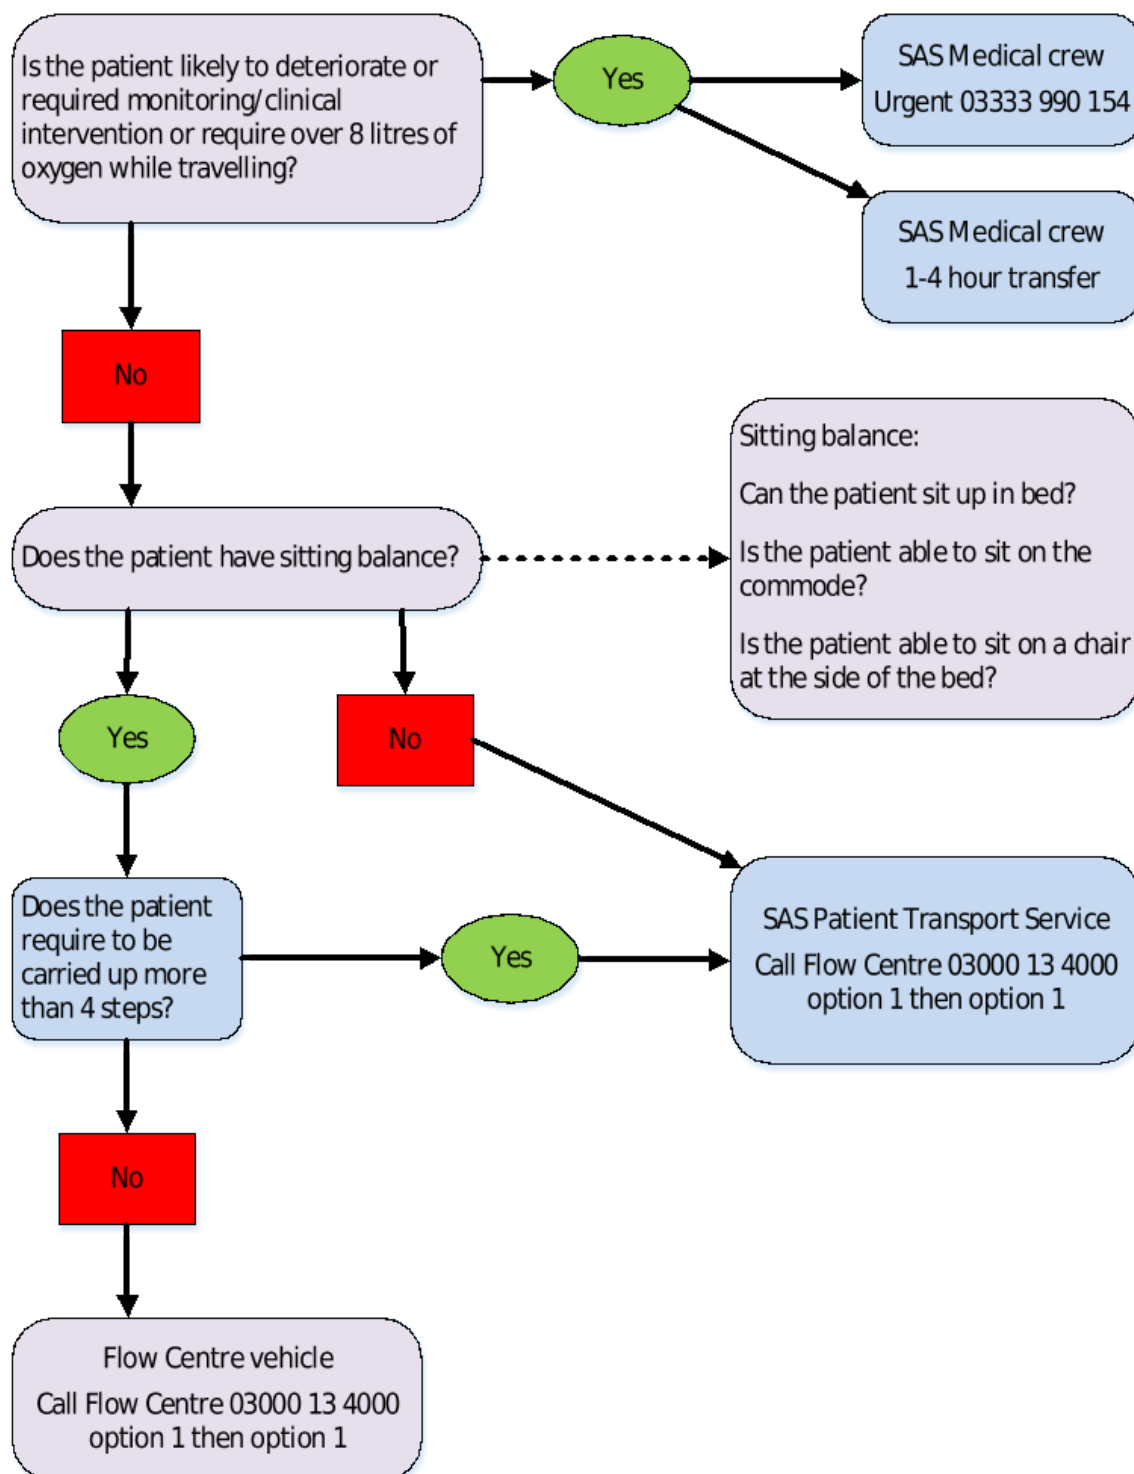 Is the patient likely to deteriorate or
required monitoring/clinical
intervention or require over 8 litres of
oxygen while travelling?
Yes
SAS Medical crew
Urgent 03333 990 154
SAS Medical crew
1-4 hour transfer
No
Sitting balance:
Can the patient sit up in bed?
Is the patient able to sit on the
commode?
Is the patient able to sit on a chair
at the side of the bed?
Does the patient have sitting balance?
Yes
No
Does the patient
require to be
carried up more
than 4 steps?
Yes
SAS Patient Transport Service
Call Flow Centre 03000 13 4000
option 1 then option 1
No
Flow Centre vehicle
Call Flow Centre 03000 13 4000
option 1 then option 1